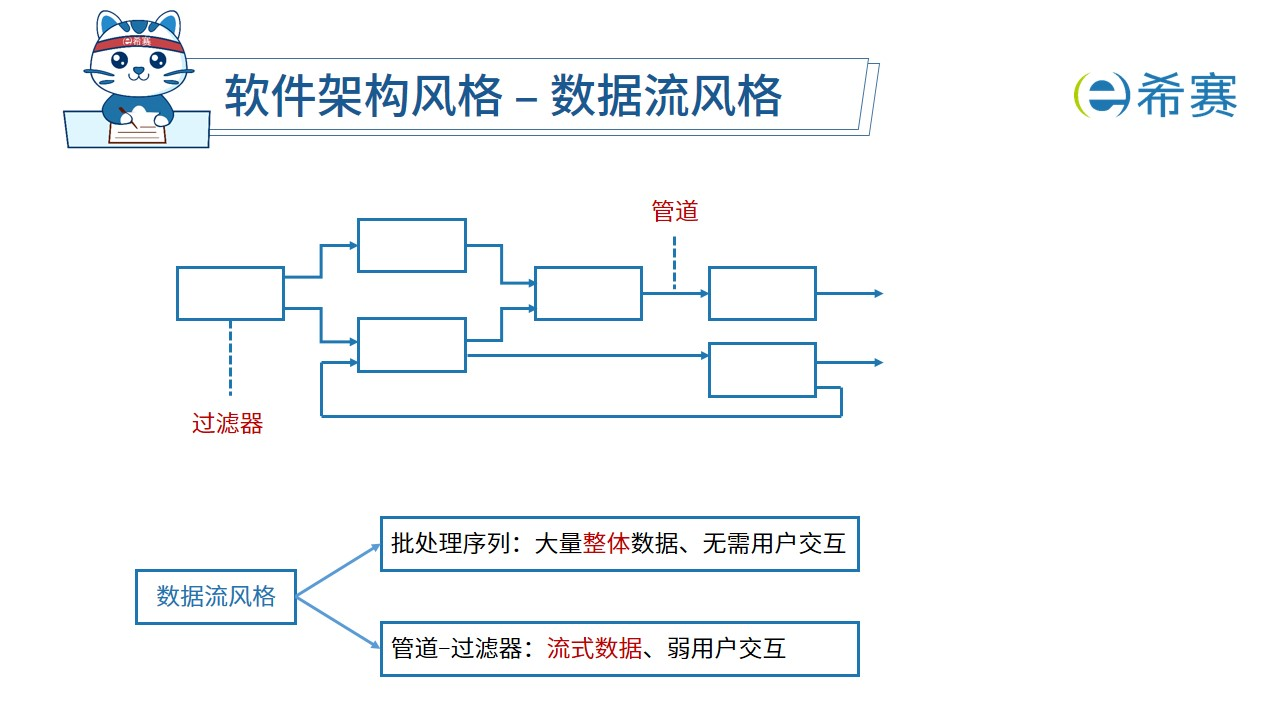 希赛
软件架构风格 – 数据流风格
希赛
管道
过滤器
批处理序列：大量整体数据、无需用户交互
数据流风格
管道-过滤器：流式数据、弱用户交互